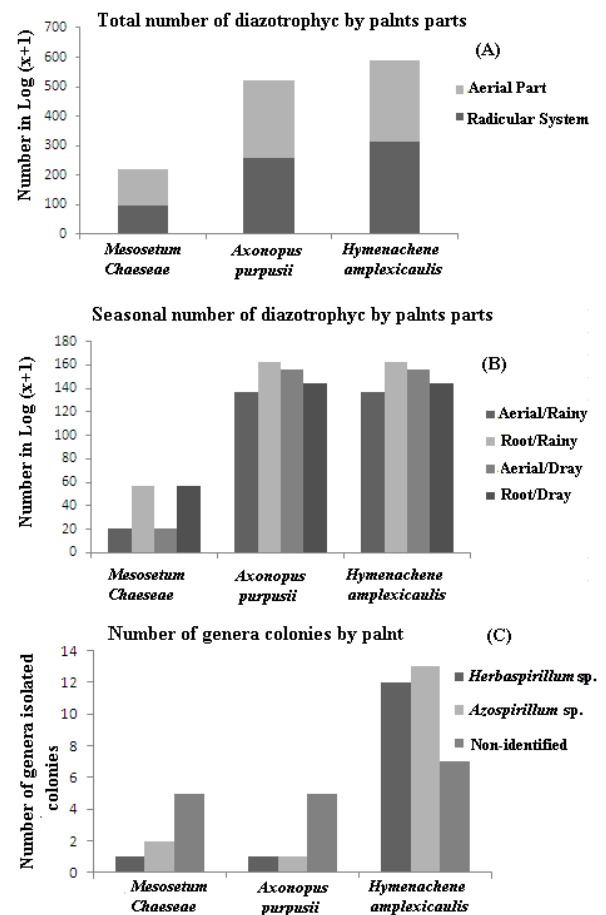 Total number of diazotrophyc by palnts parts
(A)
Number in Log (x+1)
700
600
500
400
300
200
100
0
Aerial Part
Radicular System
Mesosetum Chaeseae
Axonopus purpusii
Hymenachene amplexicaulis
Seasonal number of diazotrophyc by palnts parts
(B)
Number in Log (x+1)
180
160
140
120
100
80
60
40
20
0
Aerial/Rainy
Root/Rainy
Aerial/Dray
Root/Dray
Mesosetum Chaeseae
Axonopus purpusii
Hymenachene amplexicaulis
Number of genera colonies by palnt
(C)
Number of genera isolated colonies
14
12
10
8
6
4
2
0
Herbaspirillum sp.
Azospirillum sp.
Non-identified
Mesosetum Chaeseae
Axonopus purpusii
Hymenachene amplexicaulis